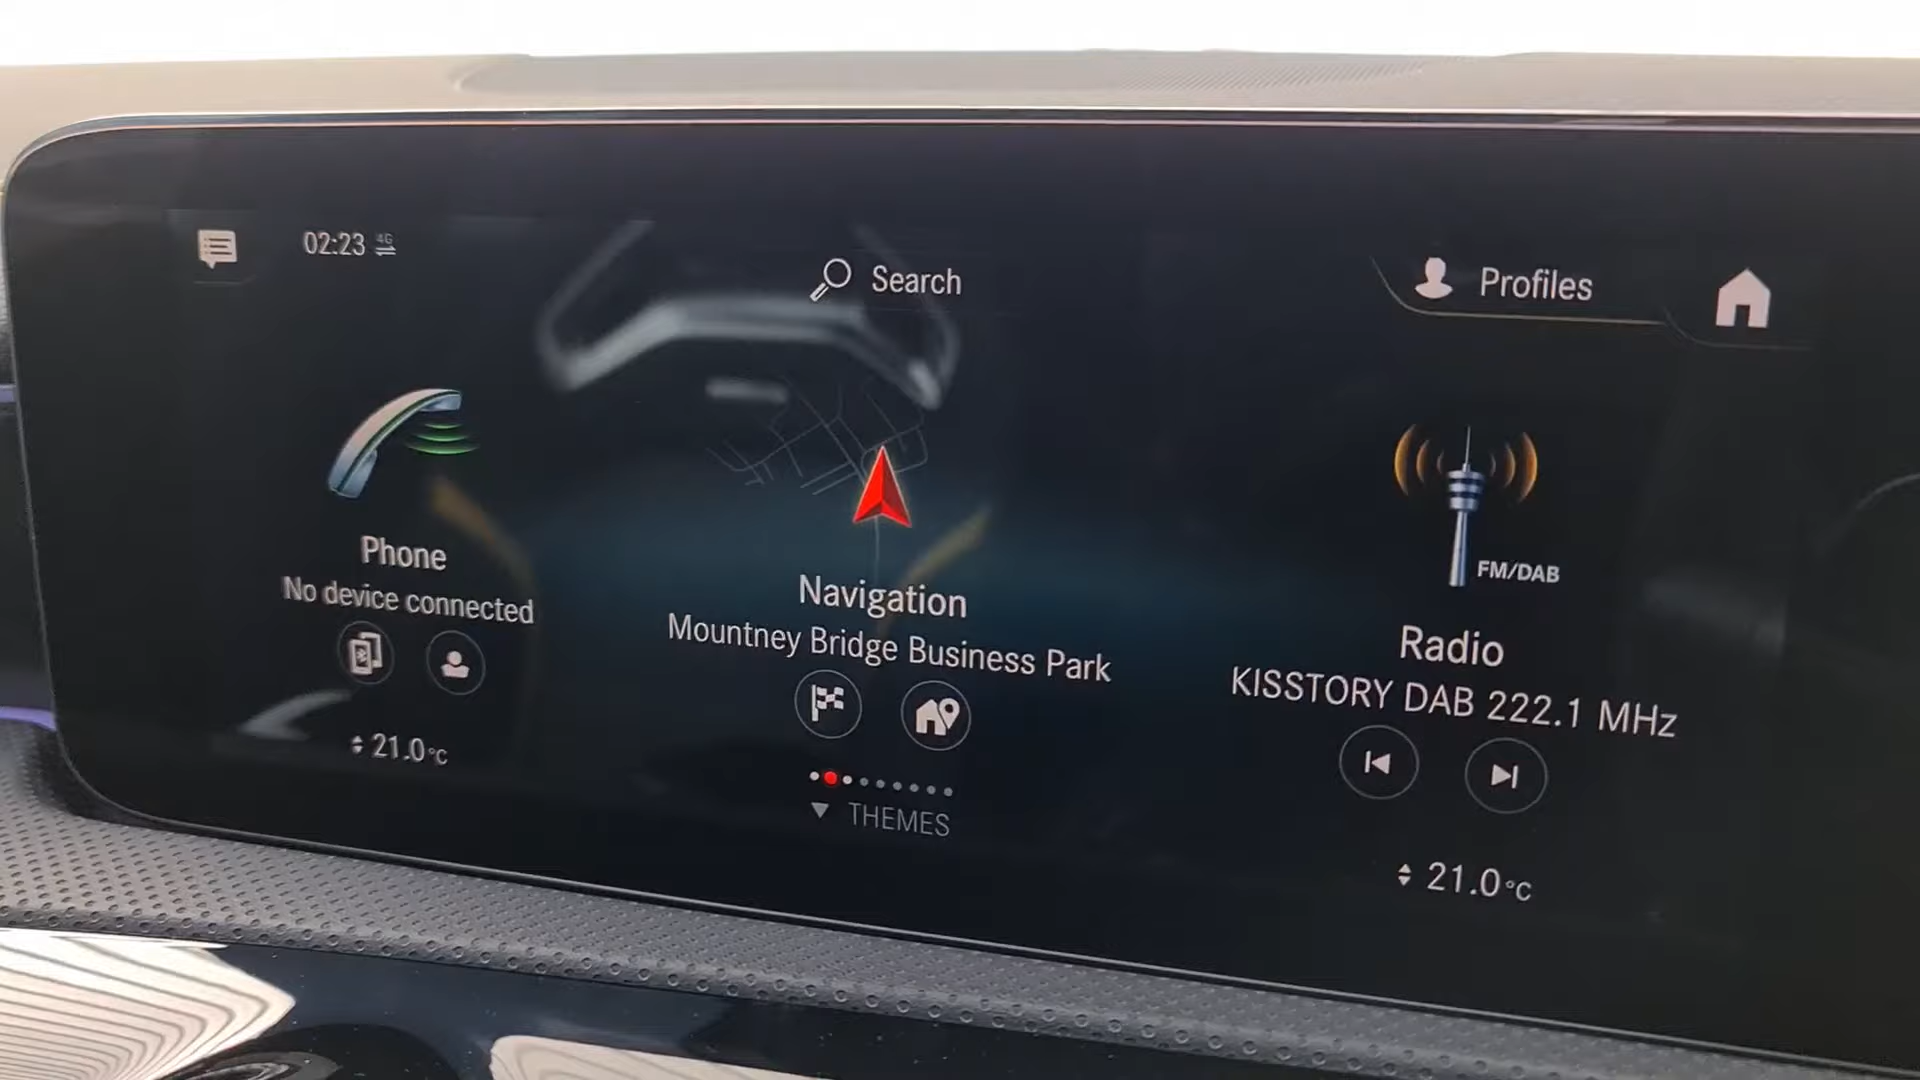 02:23 4G
Search
Profiles
Phone
No device connected
21.0°C
Navigation
Mountney Bridge Business Park
THEMES
FM/DAB
Radio
KISSTORY DAB 222.1 MHz
21.0°C